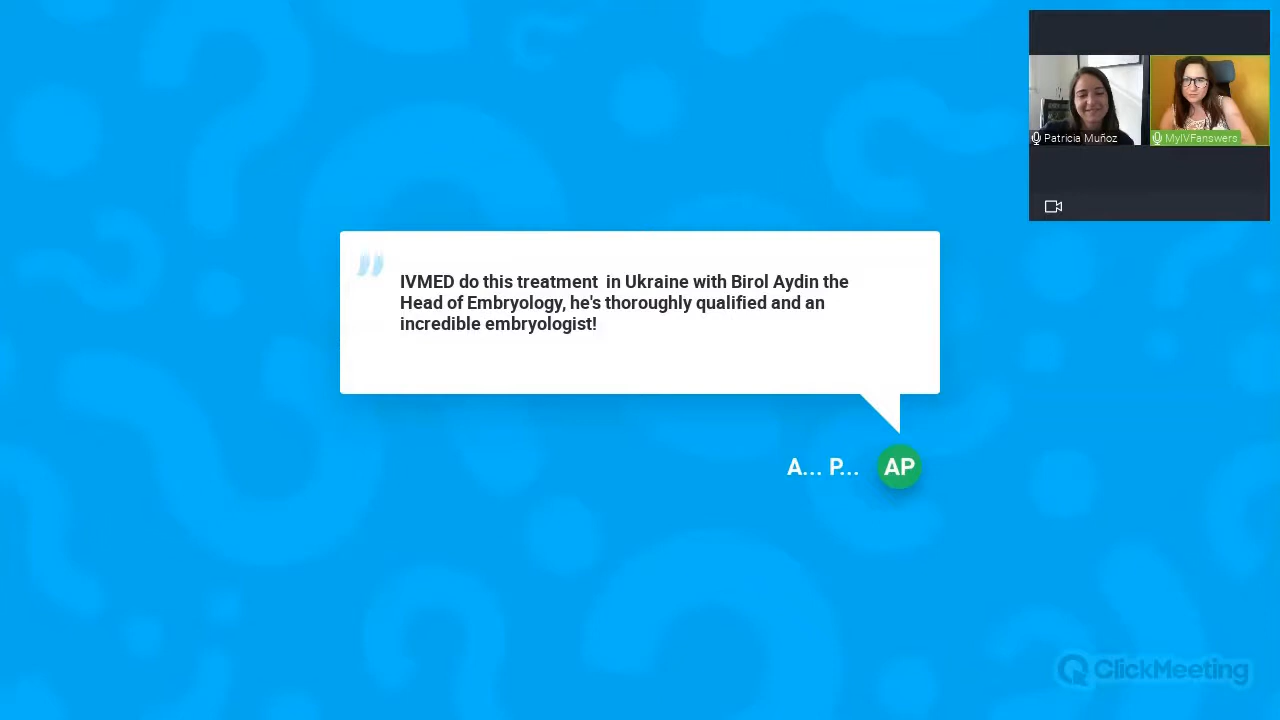 Patricia Muñoz
MyIVFanswers
IVMED do this treatment in Ukraine with Birol Aydin the
Head of Embryology, he's thoroughly qualified and an
incredible embryologist!
A... P...
AP
ClickMeeting